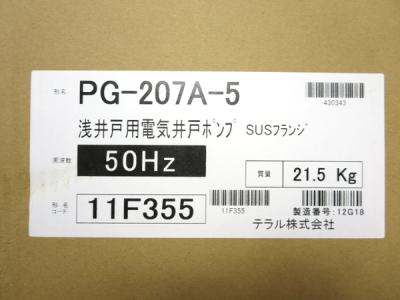 形名 PG-207A-5
430343
浅井戸用電気井戸ポンプ SUSフランジ
周波数 50Hz 質量 21.5 Kg
形名コード 11F355 11F355 製造番号:12G18
テラル株式会社